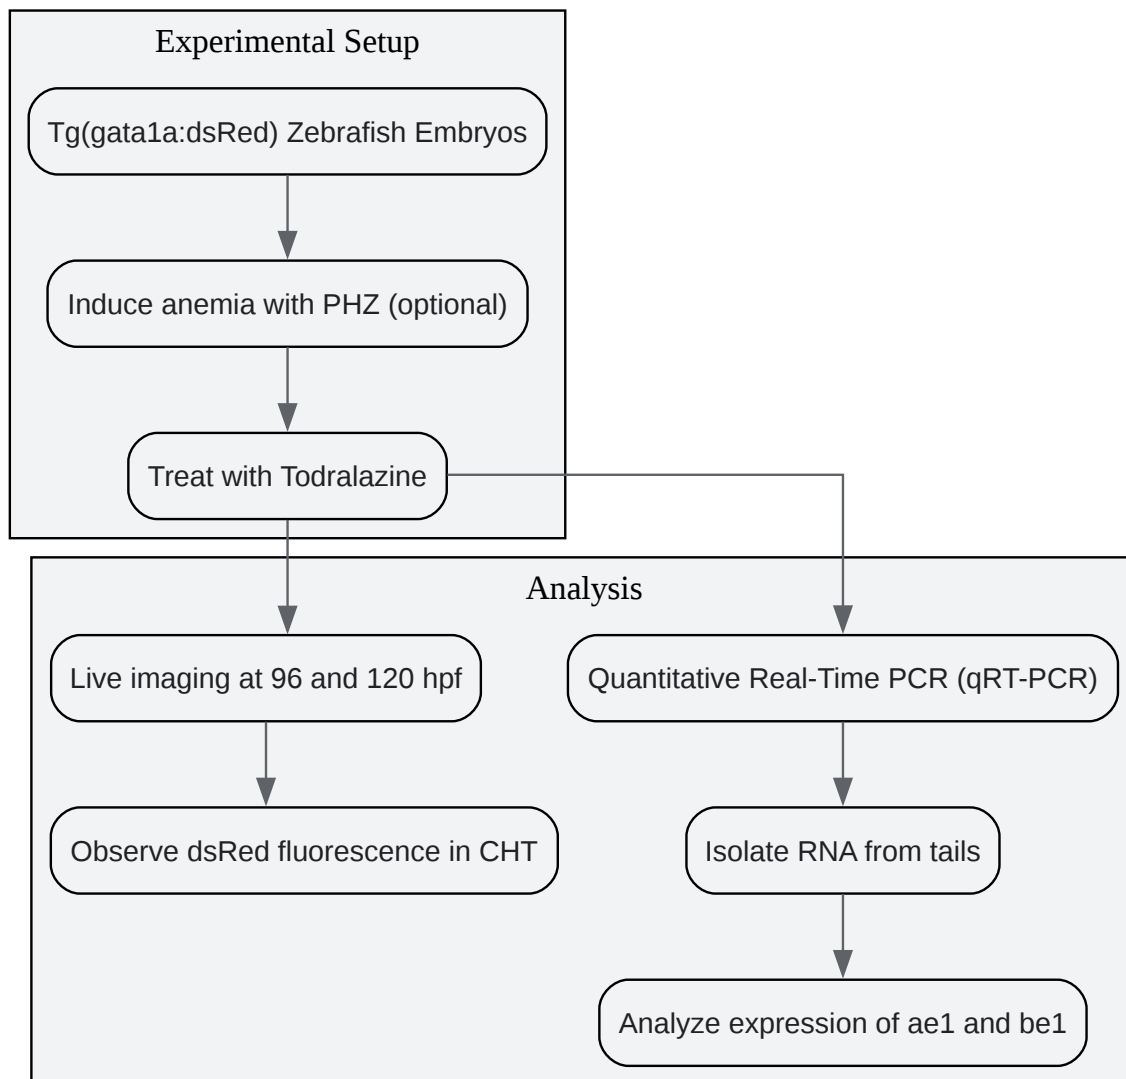 Experimental Setup
Tg(gata1a:dsRed) Zebrafish Embryos
Induce anemia with PHZ (optional)
Treat with Todralazine
Analysis
Live imaging at 96 and 120 hpf
Quantitative Real-Time PCR (qRT-PCR)
Observe dsRed fluorescence in CHT
Isolate RNA from tails
Analyze expression of ae1 and be1